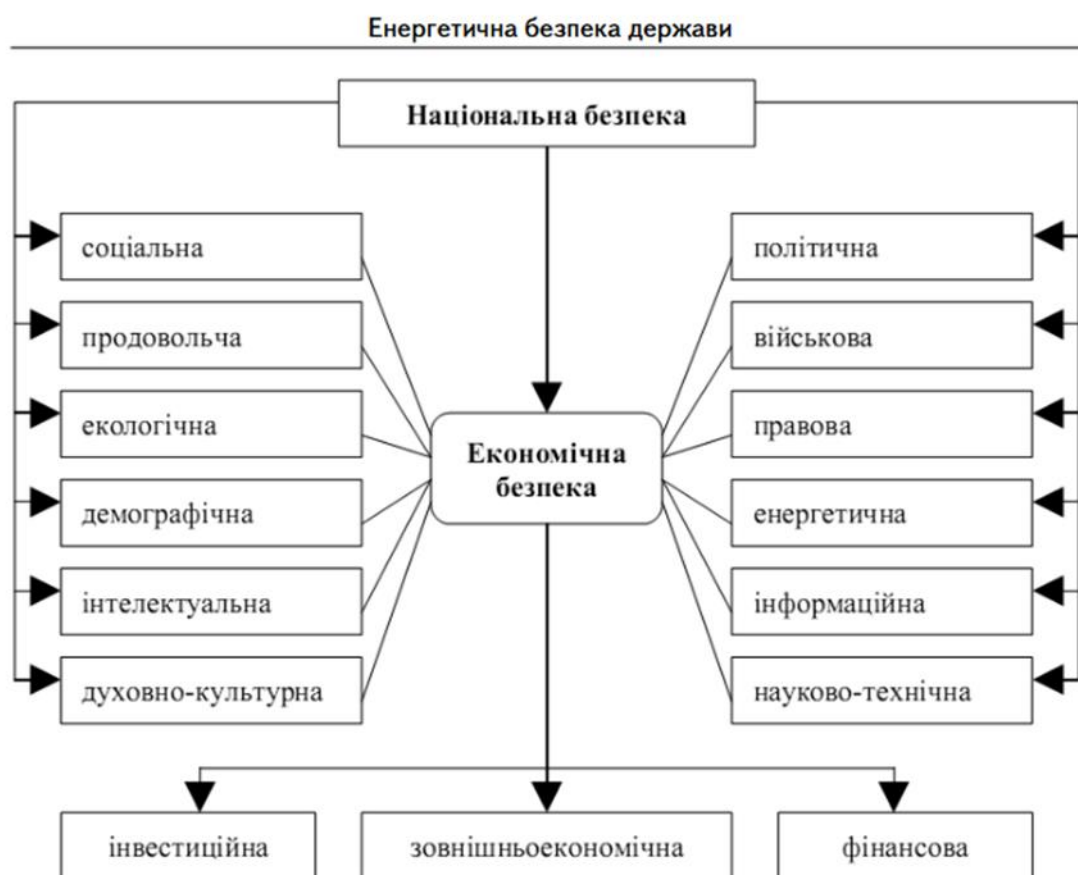 Енергетична безпека держави
Національна безпека
соціальна
політична
продовольча
військова
екологічна
правова
Економічна
безпека
демографічна
енергетична
інтелектуальна
інформаційна
духовно-культурна
науково-технічна
інвестиційна
зовнішньоекономічна
фінансова